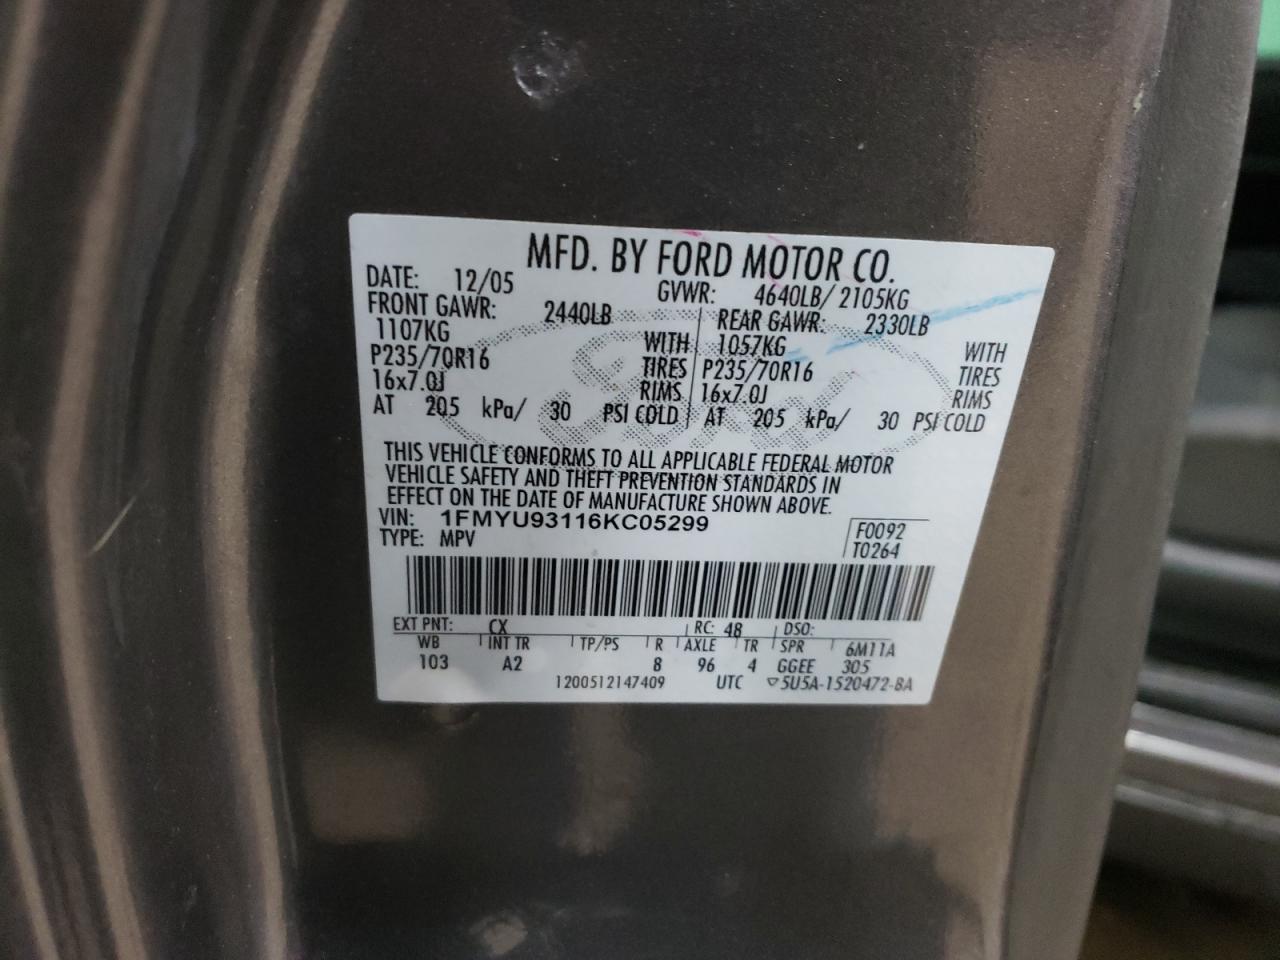 MFD. BY FORD MOTOR CO.
DATE: 12/05 GVWR: 4640LB/ 2105KG
FRONT GAWR: 2440LB REAR GAWR: 2330LB
1107KG WITH 1057KG WITH
P235/70R16 TIRES P235/70R16 TIRES
16x7.0J RIMS 16x7.0J RIMS
AT 205 kPa/ 30 PSI COLD AT 205 kPa/ 30 PSI COLD
Ford
THIS VEHICLE CONFORMS TO ALL APPLICABLE FEDERAL MOTOR
VEHICLE SAFETY AND THEFT PREVENTION STANDARDS IN
EFFECT ON THE DATE OF MANUFACTURE SHOWN ABOVE.
VIN: 1FMYU93116KC05299 F0092
TYPE: MPV T0264
EXT PNT: CX RC: 48 DSO:
WB INT TR TP/PS R AXLE TR SPR 6M11A
103 A2 8 96 4 GGEE 305
1200512147409 UTC ▽5U5A-1520472-BA